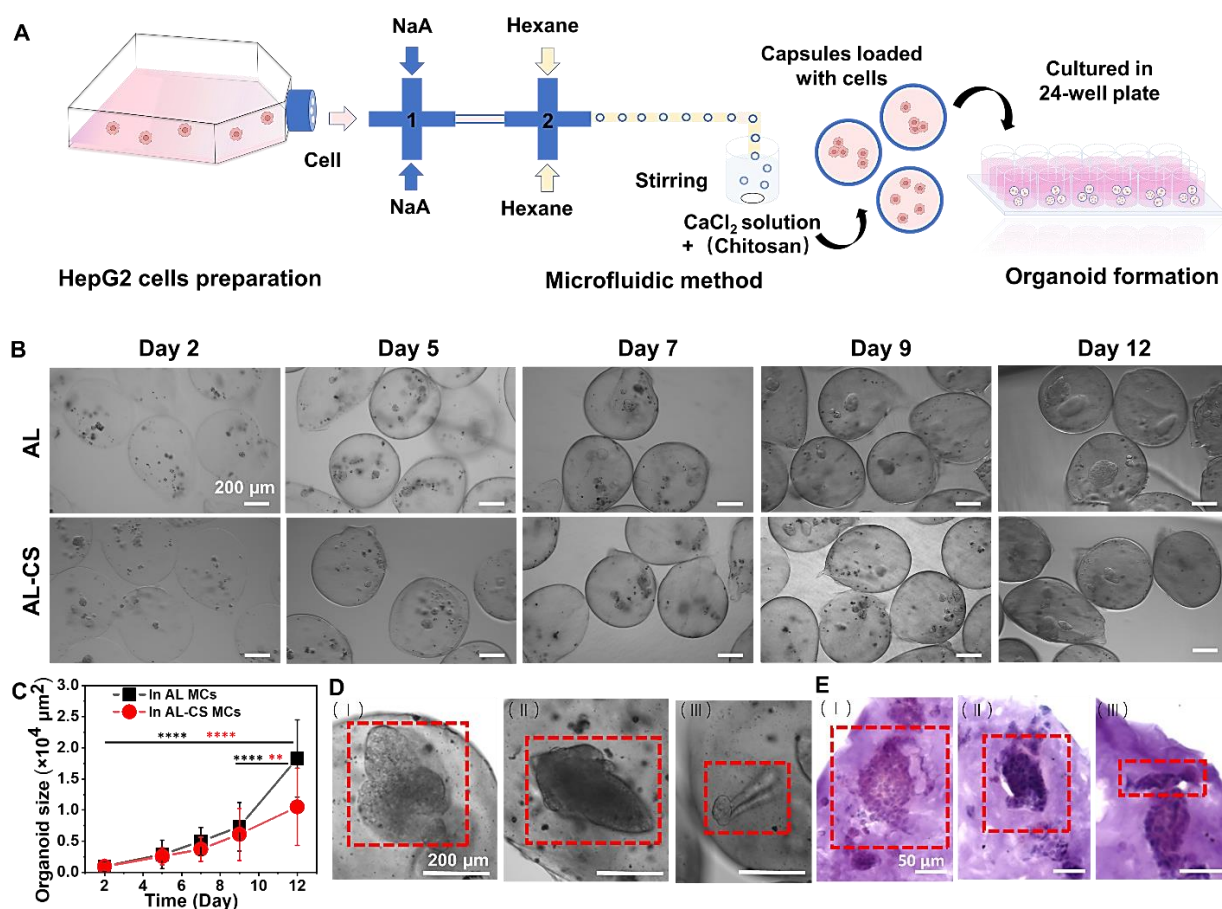 A
NaA
Hexane
Capsules loaded
with cells
Cultured in
24-well plate
1
2
Cell
NaA
Hexane
Stirring
CaCl₂ solution
+ (Chitosan)
HepG2 cells preparation
Microfluidic method
Organoid formation
B
Day 2
Day 5
Day 7
Day 9
Day 12
AL
200 μm
AL-CS
C
Organoid size (×10⁴ μm²)
3.0
2.5
2.0
1.5
1.0
0.5
0.0
In AL MCs
In AL-CS MCs
**** ****
**** **
2 4 6 8 10 12
Time (Day)
D
(I)
(II)
(III)
200 μm
E
(I)
(II)
(III)
50 μm